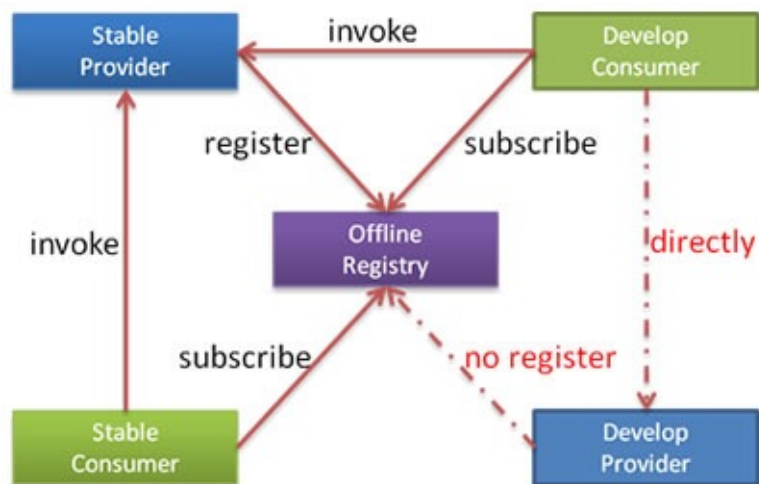 Stable
Provider
invoke
Develop
Consumer
register
subscribe
Offline
Registry
invoke
directly
subscribe
no register
Stable
Consumer
Develop
Provider